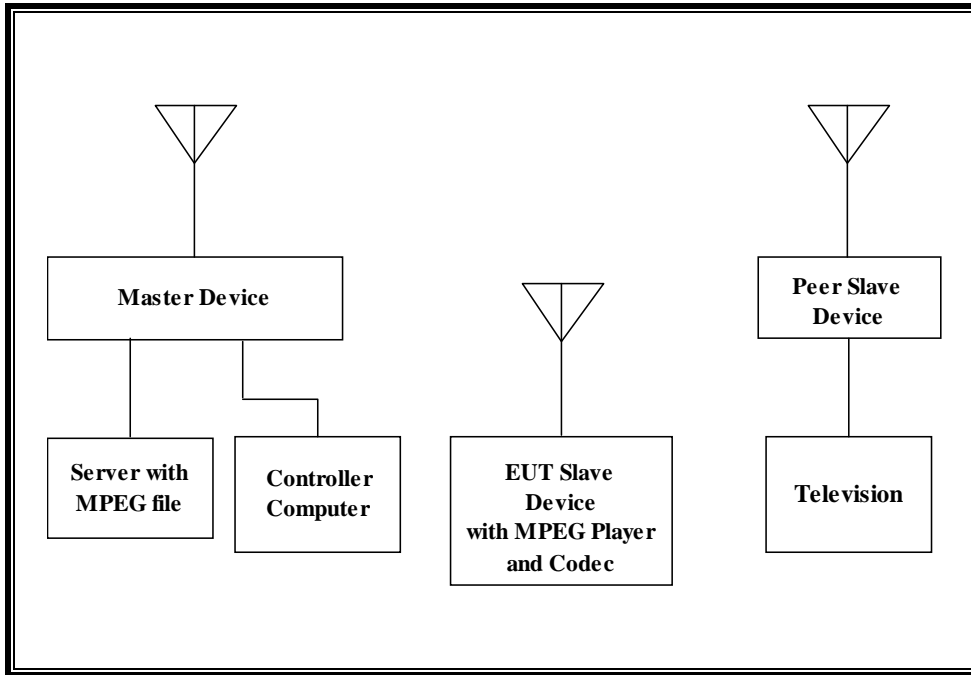 Master Device
Peer Slave
Device
Server with
MPEG file
Controller
Computer
EUT Slave
Device
with MPEG Player
and Codec
Television